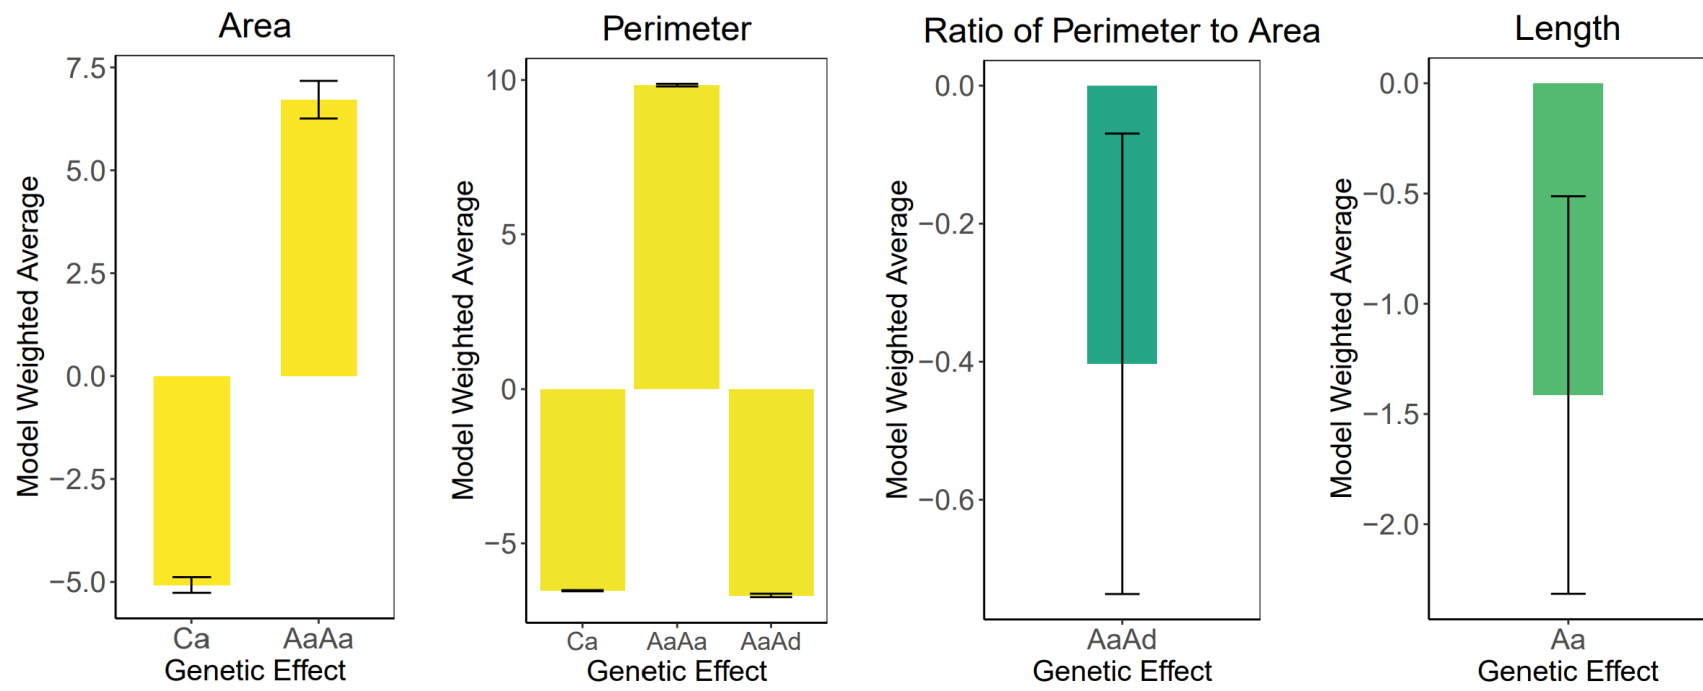 Area
Model Weighted Average
7.5
5.0
2.5
0.0
−2.5
−5.0
Ca AaAa
Genetic Effect
Perimeter
Model Weighted Average
10
5
0
−5
Ca AaAa AaAd
Genetic Effect
Ratio of Perimeter to Area
Model Weighted Average
0.0
−0.2
−0.4
−0.6
AaAd
Genetic Effect
Length
Model Weighted Average
0.0
−0.5
−1.0
−1.5
−2.0
Aa
Genetic Effect